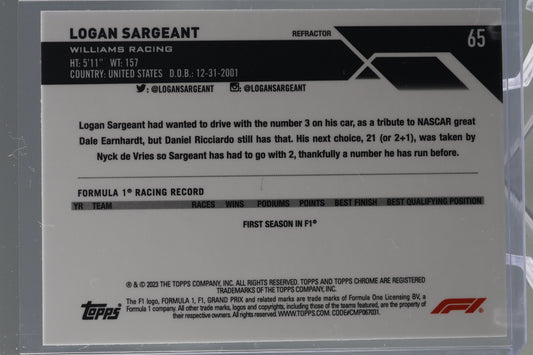 LOGAN SARGEANT
REFRACTOR
65
WILLIAMS RACING
HT: 5'11" WT: 157
COUNTRY: UNITED STATES D.O.B.: 12-31-2001
: @LOGANSARGEANT : @LOGANSARGEANT
Logan Sargeant had wanted to drive with the number 3 on his car, as a tribute to NASCAR great
Dale Earnhardt, but Daniel Ricciardo still has that. His next choice, 21 (or 2+1), was taken by
Nyck de Vries so Sargeant has had to go with 2, thankfully a number he has run before.
FORMULA 1® RACING RECORD
YR TEAM RACES WINS PODIUMS POINTS BEST FINISH BEST QUALIFYING POSITION
FIRST SEASON IN F1®
® & © 2023 THE TOPPS COMPANY, INC. ALL RIGHTS RESERVED. TOPPS AND TOPPS CHROME ARE REGISTERED
TRADEMARKS OF THE TOPPS COMPANY, INC.
The F1 logo, FORMULA 1, F1, GRAND PRIX and related marks are trade marks of Formula One Licensing BV, a
Formula 1 company. All other trade marks, logos, copyrights and images of the teams featured, are the property of
their respective owners. All rights reserved. WWW.TOPPS.COM. CODE#CMP067031.
Topps
F1